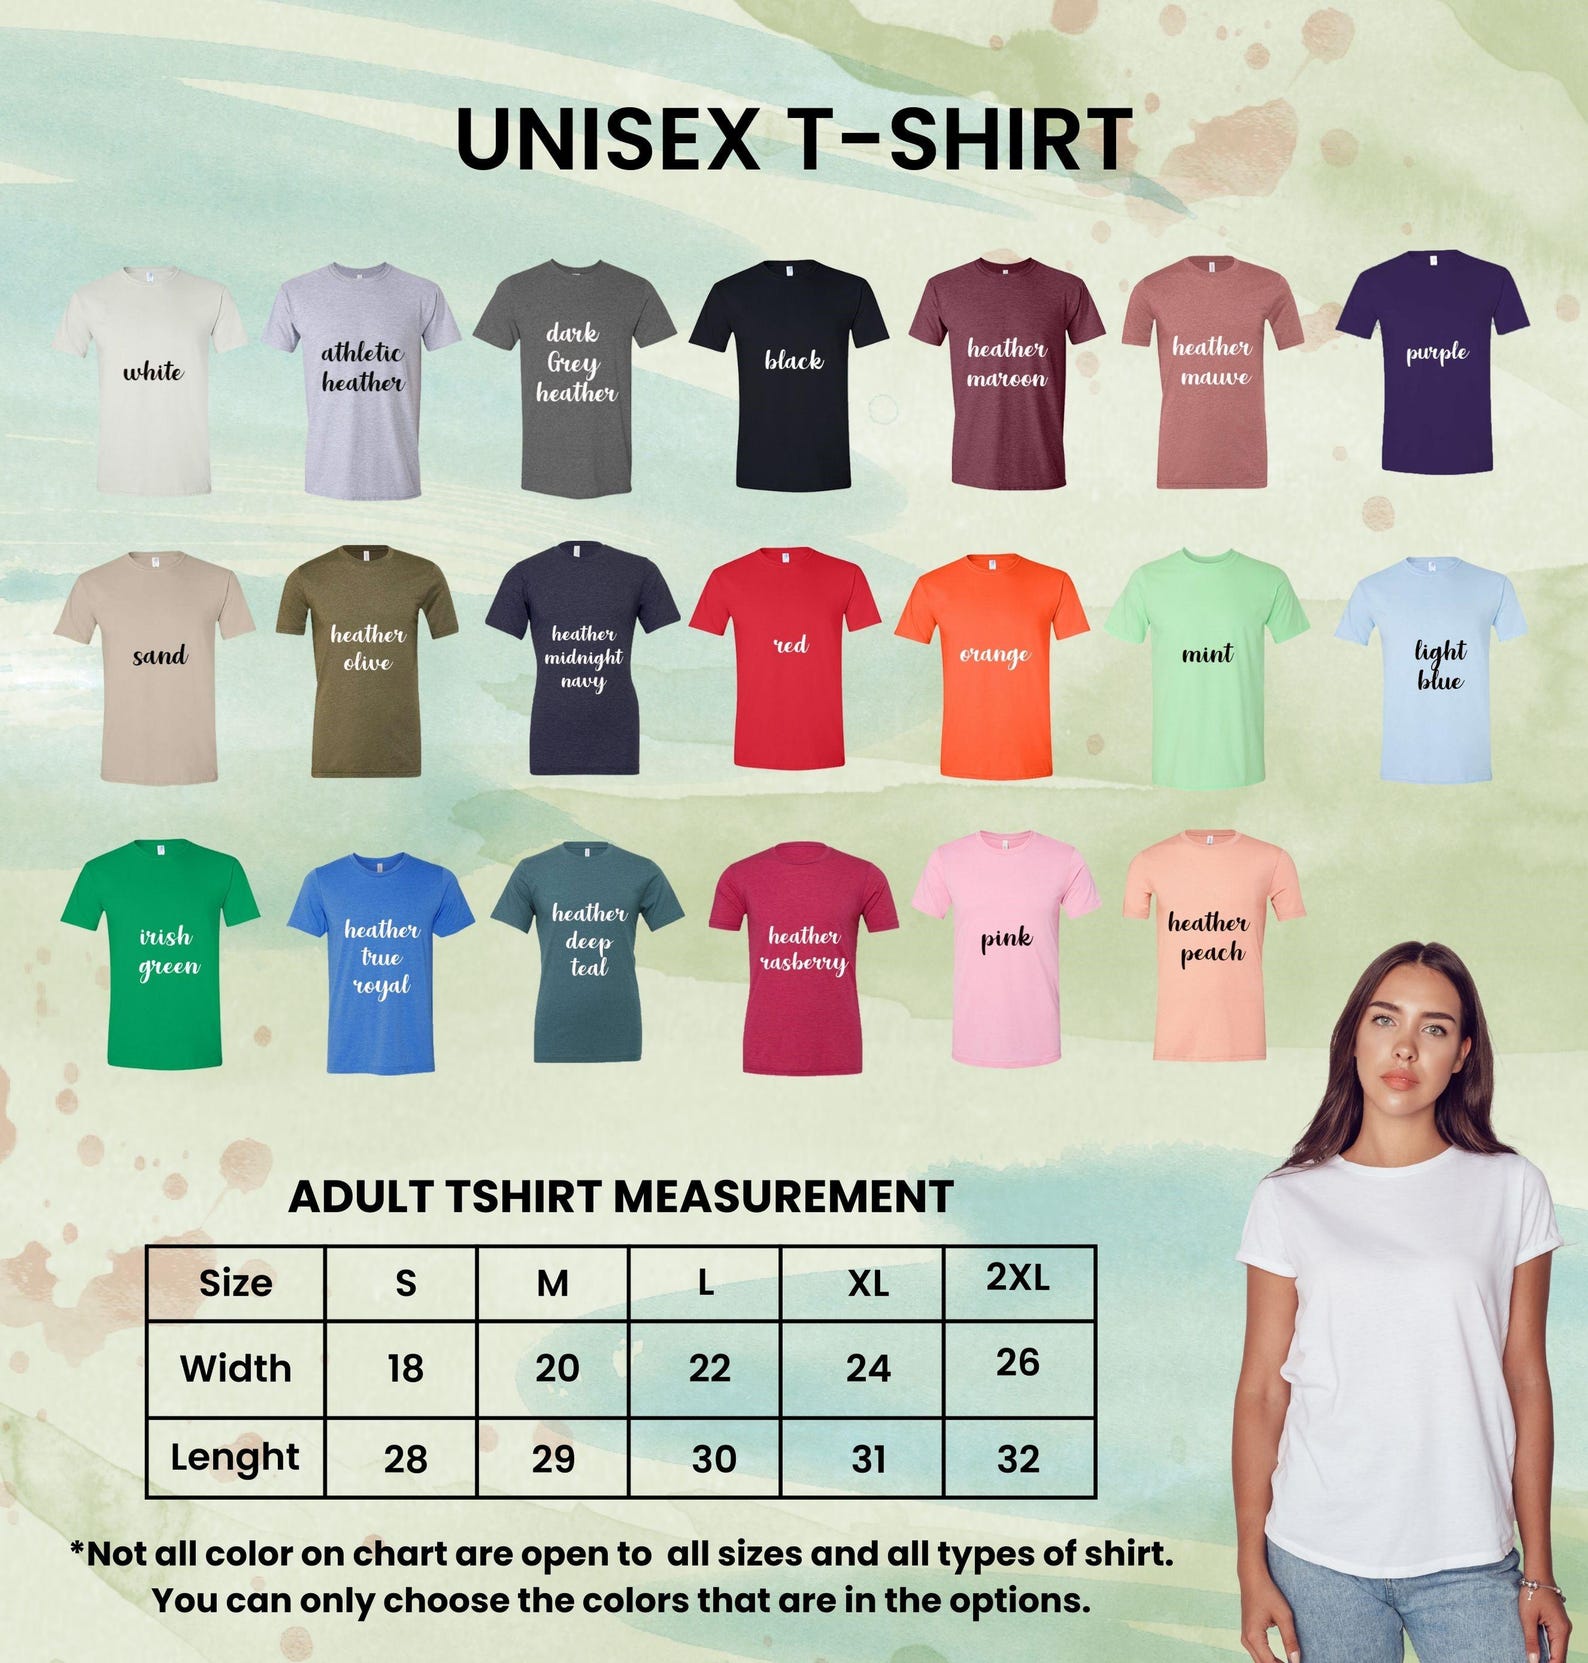 UNISEX T-SHIRT
white
athletic
heather
dark
Grey
heather
black
heather
maroon
heather
mauve
purple
sand
heather
olive
heather
midnight
navy
red
orange
mint
light
blue
irish
green
heather
true
royal
heather
deep
teal
heather
rasberry
pink
heather
peach
ADULT TSHIRT MEASUREMENT
Size S M L XL 2XL
Width 18 20 22 24 26
Lenght 28 29 30 31 32
*Not all color on chart are open to all sizes and all types of shirt.
You can only choose the colors that are in the options.